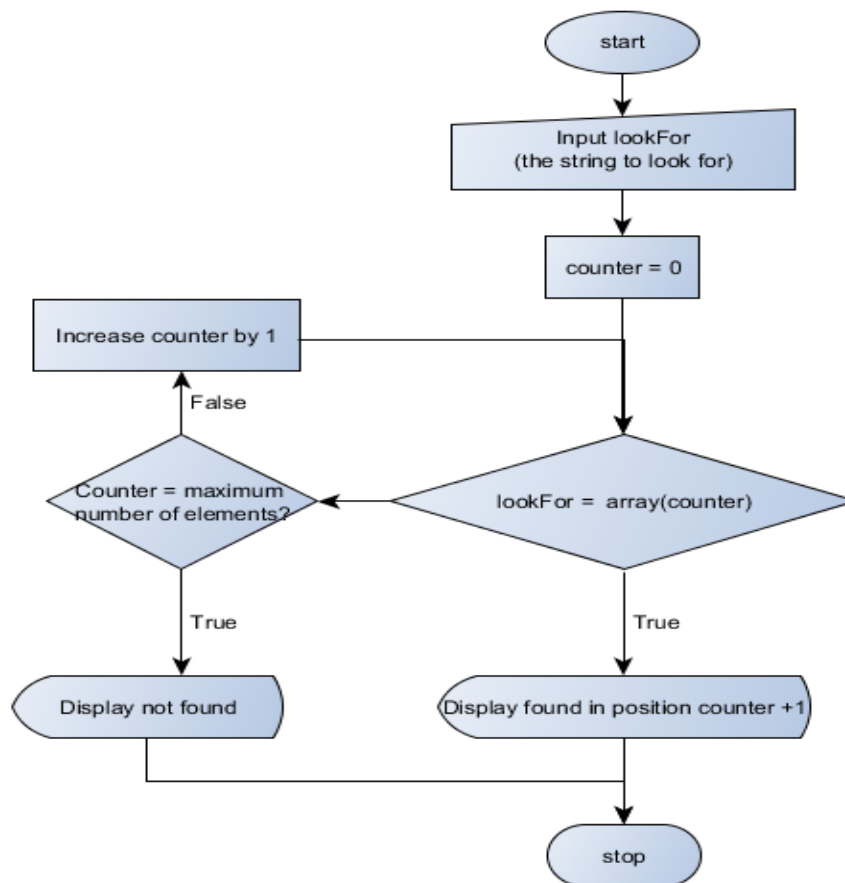 start
Input lookFor
(the string to look for)
counter = 0
Increase counter by 1
False
Counter = maximum
number of elements?
lookFor =  array(counter)
True
True
Display not found
Display found in position counter +1
stop